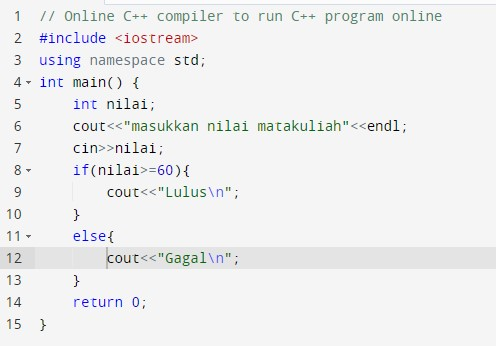 1 // Online C++ compiler to run C++ program online
2 #include <iostream>
3 using namespace std;
4 int main() {
5     int nilai;
6     cout<<"masukkan nilai matakuliah"<<endl;
7     cin>>nilai;
8     if(nilai>=60){
9         cout<<"Lulus\n";
10     }
11     else{
12         cout<<"Gagal\n";
13     }
14     return 0;
15 }